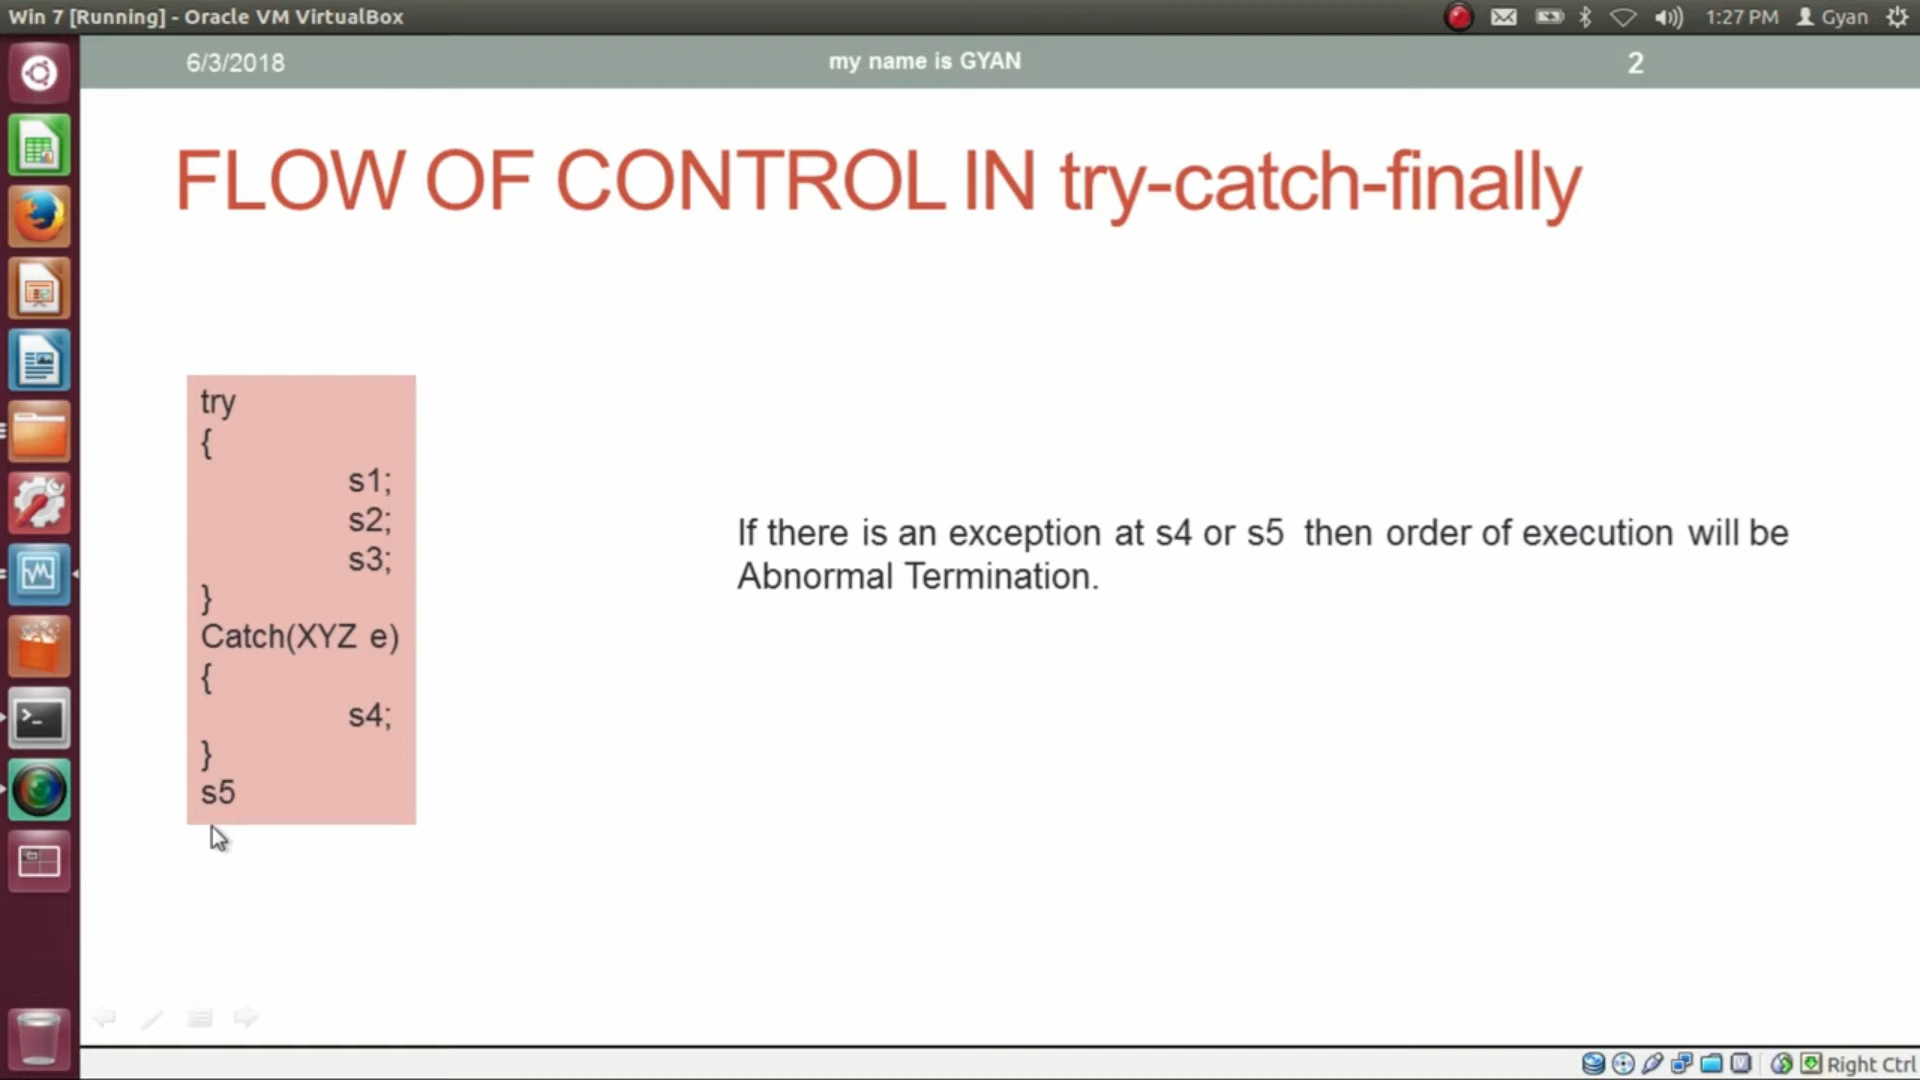 Win 7 [Running] - Oracle VM VirtualBox
1:27 PM Gyan
6/3/2018
my name is GYAN
2
FLOW OF CONTROL IN try-catch-finally
try
{
s1;
s2;
s3;
}
Catch(XYZ e)
{
s4;
}
s5
If there is an exception at s4 or s5 then order of execution will be
Abnormal Termination.
Right Ctrl